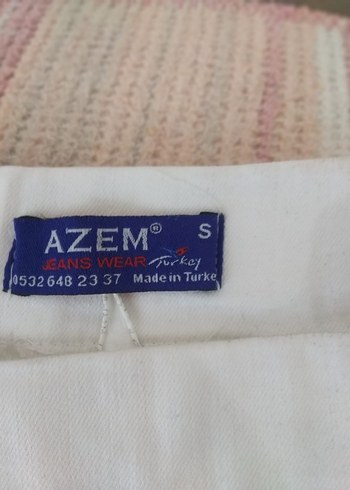 AZEM® S
JEANS WEAR Turkey
0532 648 23 37 Made in Turke